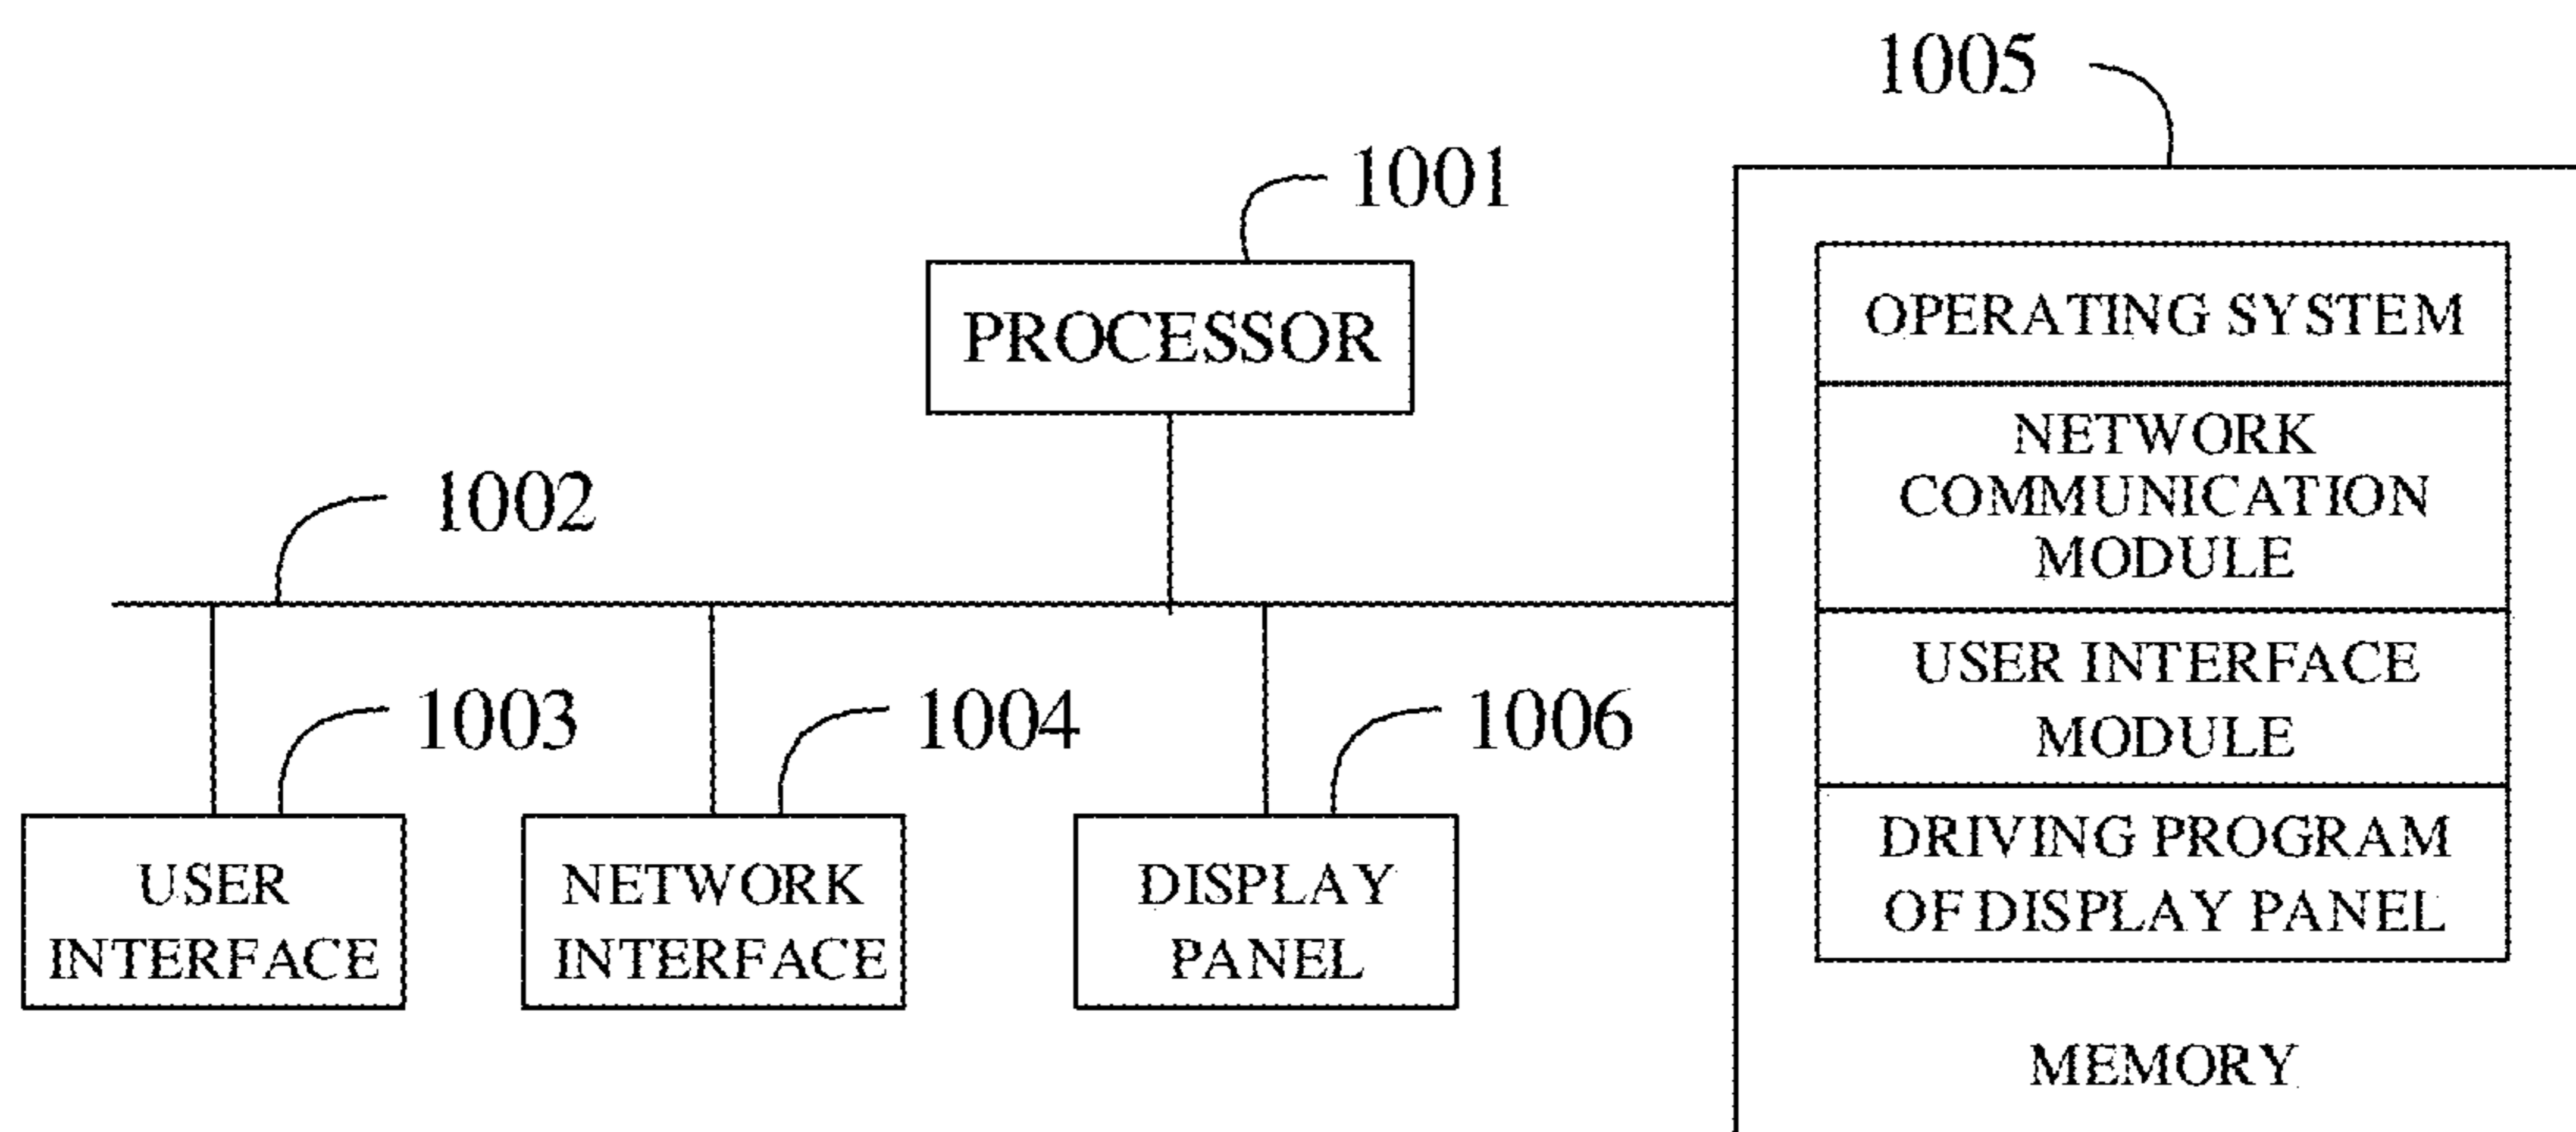 1005
1001
PROCESSOR
1002
1003
1004
1006
USER
INTERFACE
NETWORK
INTERFACE
DISPLAY
PANEL
OPERATING SYSTEM
NETWORK
COMMUNICATION
MODULE
USER INTERFACE
MODULE
DRIVING PROGRAM
OF DISPLAY PANEL
MEMORY